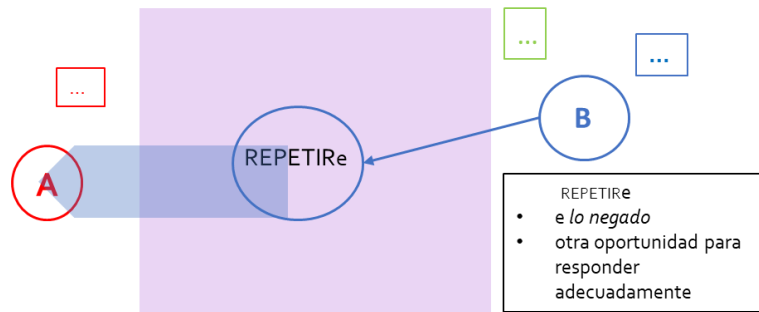 ...
...
...
B
REPETIRe
A
REPETIRe
• e lo negado
• otra oportunidad para
responder
adecuadamente